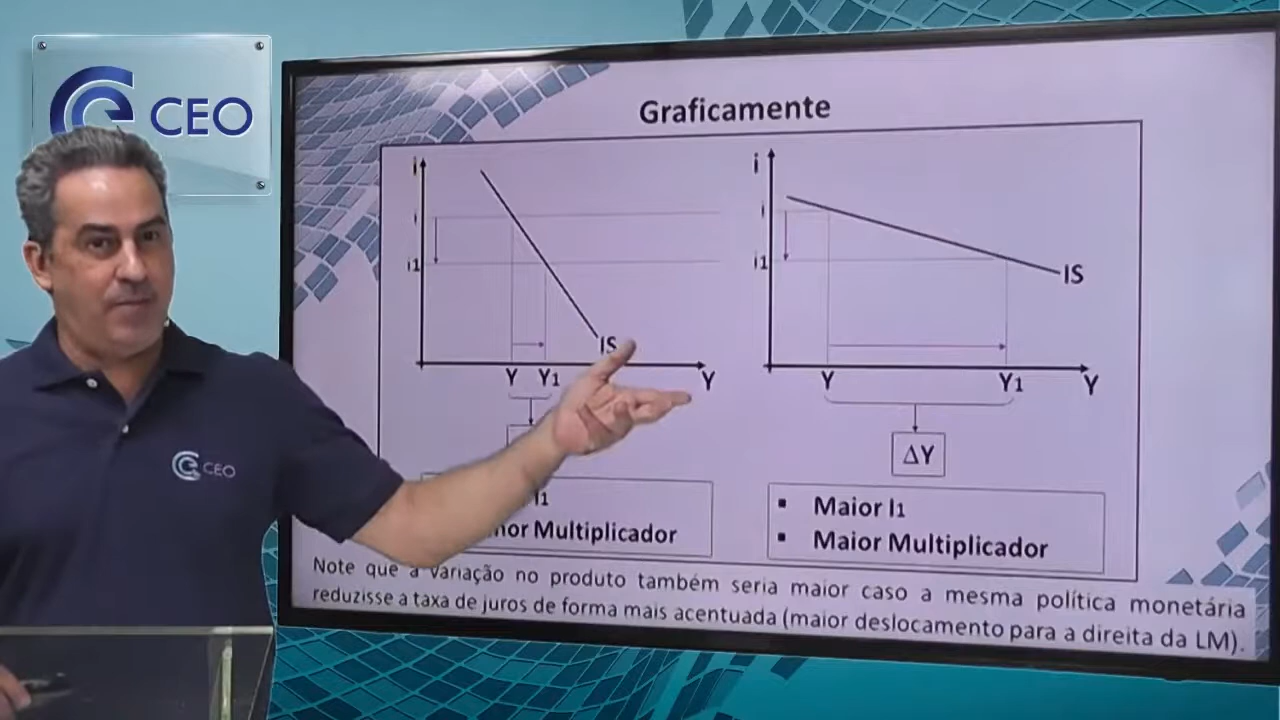 CEO
Graficamente
i
i
i1
IS
Y
Y1
Y
i
i
i1
IS
Y
Y1
Y
ΔY
I1
Multiplicador
▪ Maior I1
▪ Maior Multiplicador
Note que a variação no produto também seria maior caso a mesma política monetária
reduzisse a taxa de juros de forma mais acentuada (maior deslocamento para a direita da LM).
CEO